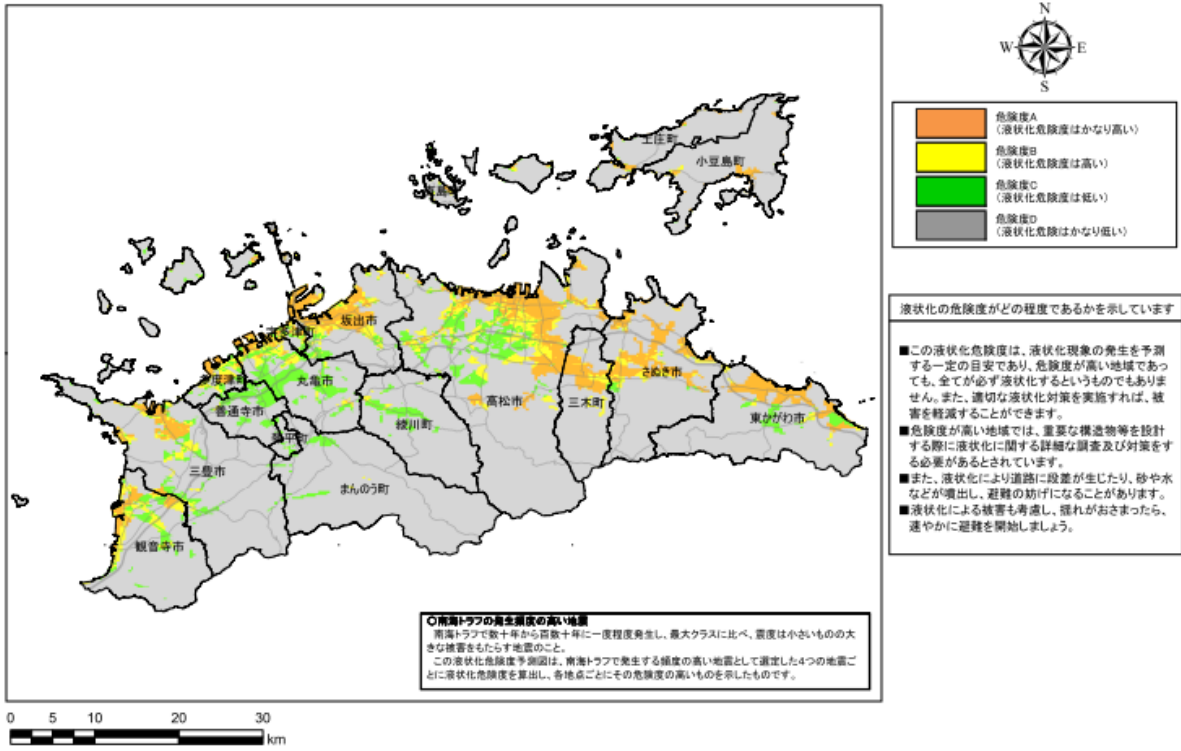 N
W
E
S
危険度A
（液状化危険度はかなり高い）
危険度B
（液状化危険度は高い）
危険度C
（液状化危険度は低い）
危険度D
（液状化危険はかなり低い）
土庄町
小豆島町
直島町
坂出市
宇多津町
多度津町
丸亀市
善通寺市
琴平町
綾川町
高松市
三木町
さぬき市
東かがわ市
三豊市
まんのう町
観音寺市
液状化の危険度がどの程度であるかを示しています
■この液状化危険度は、液状化現象の発生を予測
する一定の目安であり、危険度が高い地域であっ
ても、全てが必ず液状化するというものでもありま
せん。また、適切な液状化対策を実施すれば、被
害を軽減することができます。
■危険度が高い地域では、重要な構造物等を設計
する際に液状化に関する詳細な調査及び対策をす
る必要があるとされています。
■また、液状化により道路に段差が生じたり、砂や水
などが噴出し、避難の妨げになることがあります。
■液状化による被害も考慮し、揺れがおさまったら、
速やかに避難を開始しましょう。
○南海トラフの発生頻度の高い地震
南海トラフで数十年から百数十年に一度程度発生し、最大クラスに比べ、震度は小さいものの大
きな被害をもたらす地震のこと。
この液状化危険度予測図は、南海トラフで発生する頻度の高い地震として選定した4つの地震ご
とに液状化危険度を算出し、各地点ごとにその危険度の高いものを示したものです。
0 5 10 20 30
km